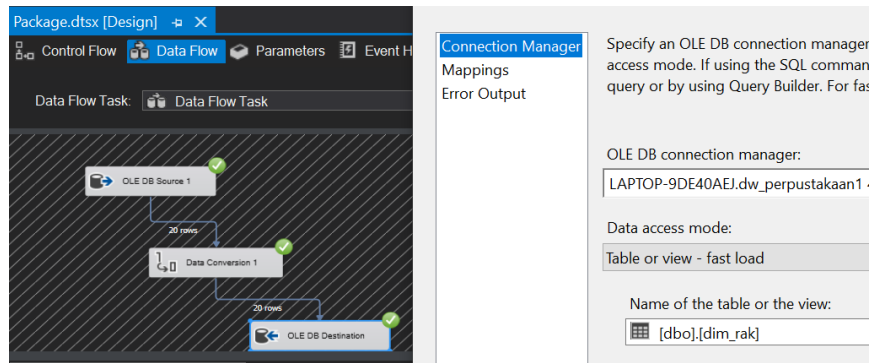 Package.dtsx [Design]
Control Flow Data Flow Parameters Event H
Data Flow Task: Data Flow Task
OLE DB Source 1
20 rows
Data Conversion 1
20 rows
OLE DB Destination
Connection Manager
Mappings
Error Output
Specify an OLE DB connection manager
access mode. If using the SQL comman
query or by using Query Builder. For fas
OLE DB connection manager:
LAPTOP-9DE40AEJ.dw_perpustakaan1
Data access mode:
Table or view - fast load
Name of the table or the view:
[dbo].[dim_rak]